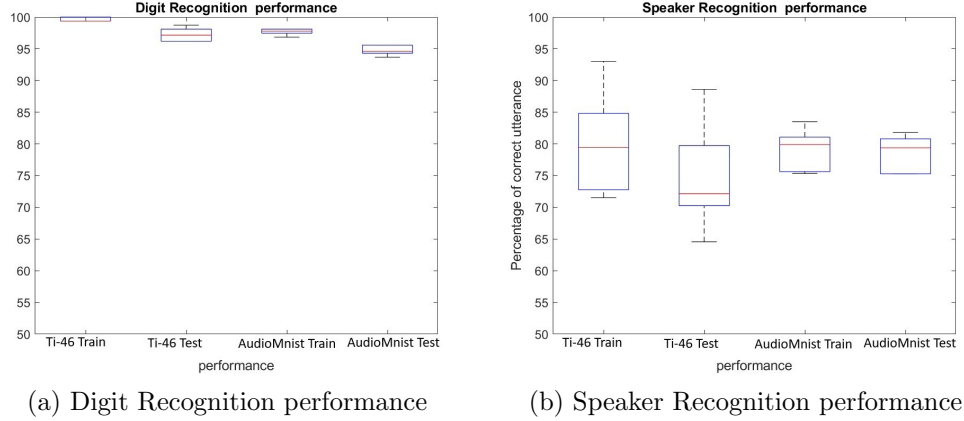 Digit Recognition performance
100
95
90
85
80
75
70
65
60
55
50
Ti-46 Train Ti-46 Test AudioMnist Train AudioMnist Test
performance
(a) Digit Recognition performance
Speaker Recognition performance
Percentage of correct utterance
100
95
90
85
80
75
70
65
60
55
50
Ti-46 Train Ti-46 Test AudioMnist Train AudioMnist Test
performance
(b) Speaker Recognition performance